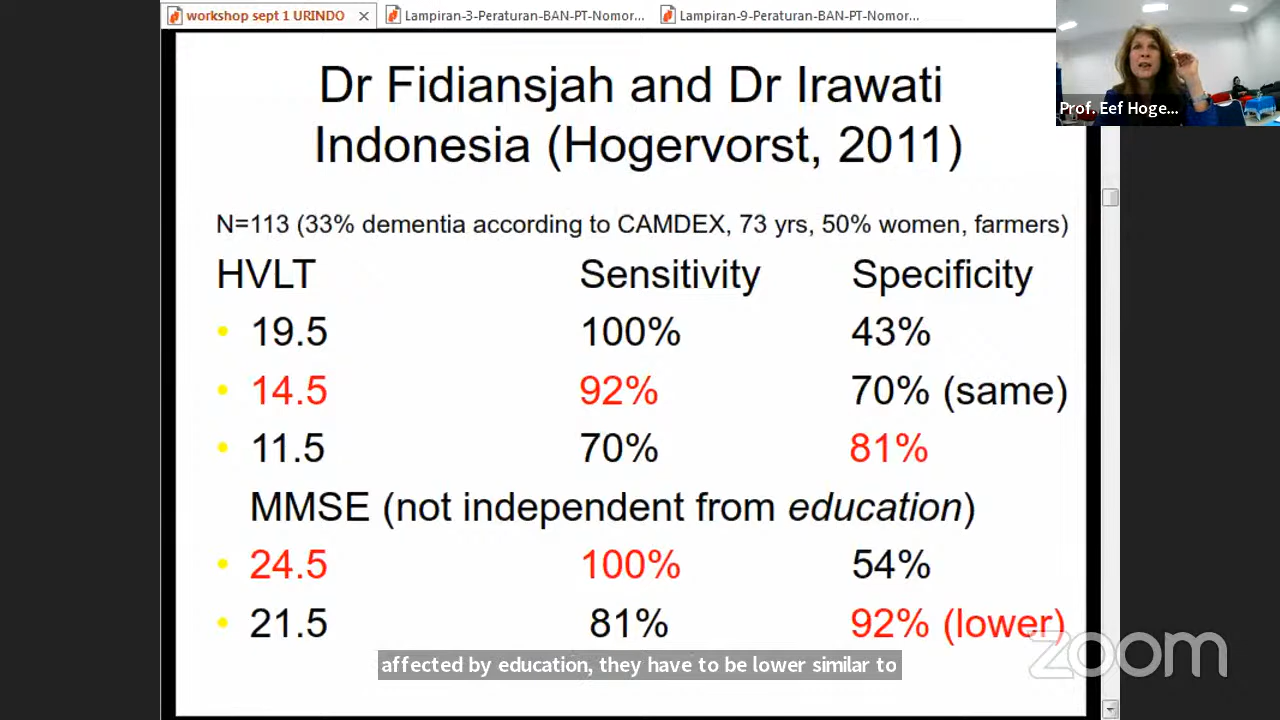 workshop sept 1 URINDO
Lampiran-3-Peraturan-BAN-PT-Nomor...
Lampiran-9-Peraturan-BAN-PT-Nomor...
Prof. Eef Hoge...
Dr Fidiansjah and Dr Irawati
Indonesia (Hogervorst, 2011)
N=113 (33% dementia according to CAMDEX, 73 yrs, 50% women, farmers)
HVLT Sensitivity Specificity
• 19.5 100% 43%
• 14.5 92% 70% (same)
• 11.5 70% 81%
MMSE (not independent from education)
• 24.5 100% 54%
• 21.5 81% 92% (lower)
affected by education, they have to be lower similar to
zoom